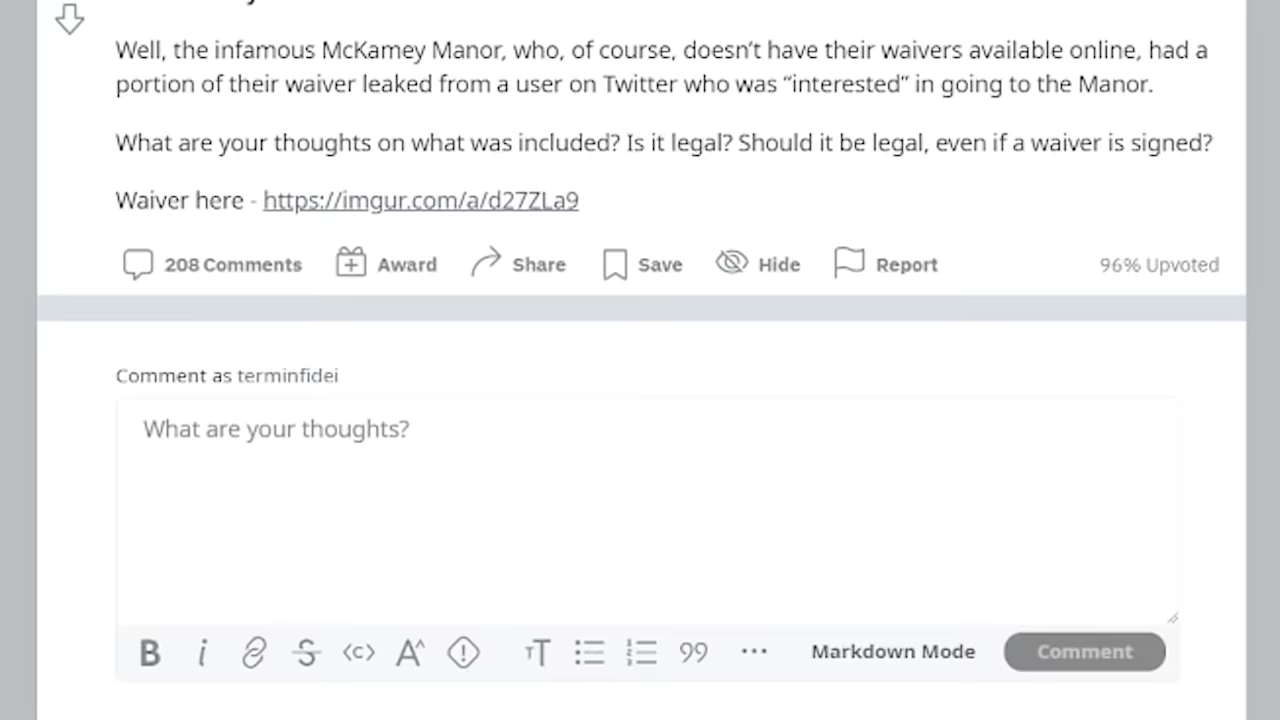 Well, the infamous McKamey Manor, who, of course, doesn’t have their waivers available online, had a
portion of their waiver leaked from a user on Twitter who was “interested” in going to the Manor.
What are your thoughts on what was included? Is it legal? Should it be legal, even if a waiver is signed?
Waiver here - https://imgur.com/a/d27ZLa9
208 Comments Award Share Save Hide Report 96% Upvoted
Comment as terminfidei
What are your thoughts?
Markdown Mode Comment